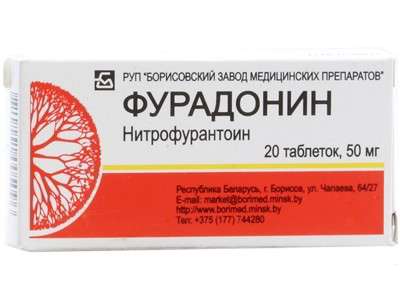 РУП "БОРИСОВСКИЙ ЗАВОД МЕДИЦИНСКИХ ПРЕПАРАТОВ"
ФУРАДОНИН
Нитрофурантоин
20 таблеток, 50 мг
Республика Беларусь, г. Борисов, ул. Чапаева, 64/27
E-mail: market@borimed.minsk.by
http://www.borimed.minsk.by
Тел: +375 (177) 744280